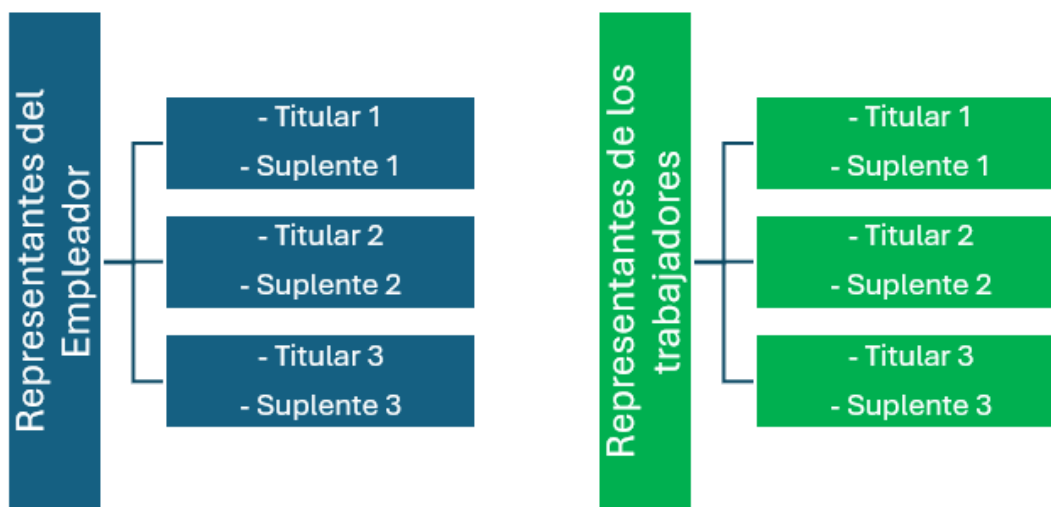 Representantes del
Empleador
- Titular 1
- Suplente 1
- Titular 2
- Suplente 2
- Titular 3
- Suplente 3
Representantes de los
trabajadores
- Titular 1
- Suplente 1
- Titular 2
- Suplente 2
- Titular 3
- Suplente 3